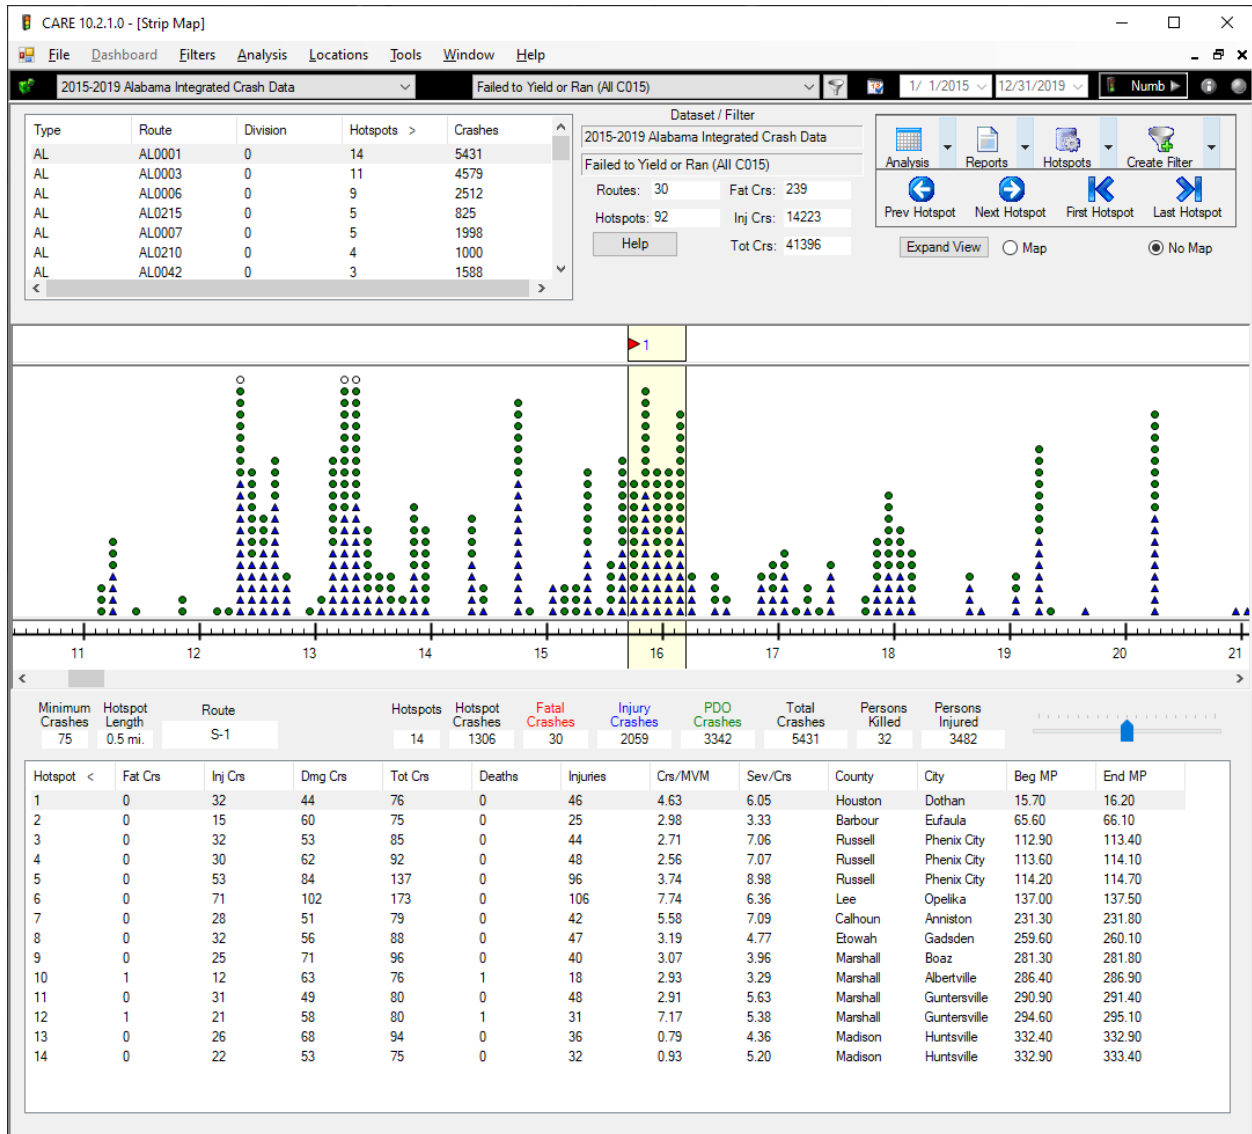 CARE 10.2.1.0 - [Strip Map]
File Dashboard Filters Analysis Locations Tools Window Help
2015-2019 Alabama Integrated Crash Data Failed to Yield or Ran (All C015) 1/ 1/2015 12/31/2019 Numb
Type Route Division Hotspots > Crashes
AL AL0001 0 14 5431
AL AL0003 0 11 4579
AL AL0006 0 9 2512
AL AL0215 0 5 825
AL AL0007 0 5 1998
AL AL0210 0 4 1000
AL AL0042 0 3 1588
Dataset / Filter
2015-2019 Alabama Integrated Crash Data
Failed to Yield or Ran (All C015)
Routes: 30 Fat Crs: 239
Hotspots: 92 Inj Crs: 14223
Help Tot Crs: 41396
Analysis Reports Hotspots Create Filter
Prev Hotspot Next Hotspot First Hotspot Last Hotspot
Expand View Map No Map
1
11 12 13 14 15 16 17 18 19 20 21
Minimum Crashes 75
Hotspot Length 0.5 mi.
Route S-1
Hotspots 14
Hotspot Crashes 1306
Fatal Crashes 30
Injury Crashes 2059
PDO Crashes 3342
Total Crashes 5431
Persons Killed 32
Persons Injured 3482
Hotspot < Fat Crs Inj Crs Dmg Crs Tot Crs Deaths Injuries Crs/MVM Sev/Crs County City Beg MP End MP
1 0 32 44 76 0 46 4.63 6.05 Houston Dothan 15.70 16.20
2 0 15 60 75 0 25 2.98 3.33 Barbour Eufaula 65.60 66.10
3 0 32 53 85 0 44 2.71 7.06 Russell Phenix City 112.90 113.40
4 0 30 62 92 0 48 2.56 7.07 Russell Phenix City 113.60 114.10
5 0 53 84 137 0 96 3.74 8.98 Russell Phenix City 114.20 114.70
6 0 71 102 173 0 106 7.74 6.36 Lee Opelika 137.00 137.50
7 0 28 51 79 0 42 5.58 7.09 Calhoun Anniston 231.30 231.80
8 0 32 56 88 0 47 3.19 4.77 Etowah Gadsden 259.60 260.10
9 0 25 71 96 0 40 3.07 3.96 Marshall Boaz 281.30 281.80
10 1 12 63 76 1 18 2.93 3.29 Marshall Albertville 286.40 286.90
11 0 31 49 80 0 48 2.91 5.63 Marshall Guntersville 290.90 291.40
12 1 21 58 80 1 31 7.17 5.38 Marshall Guntersville 294.60 295.10
13 0 26 68 94 0 36 0.79 4.36 Madison Huntsville 332.40 332.90
14 0 22 53 75 0 32 0.93 5.20 Madison Huntsville 332.90 333.40